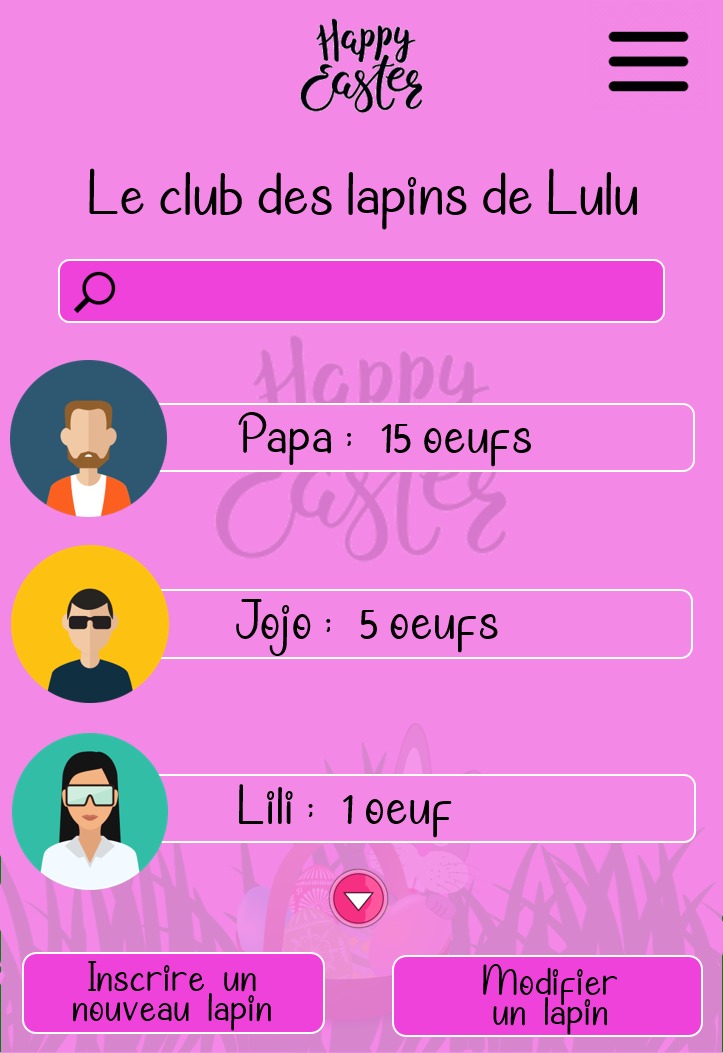 Happy
Easter
Le club des lapins de Lulu
Happy
Easter
Papa : 15 oeufs
Jojo : 5 oeufs
Lili : 1 oeuf
Inscrire un
nouveau lapin
Modifier
un lapin